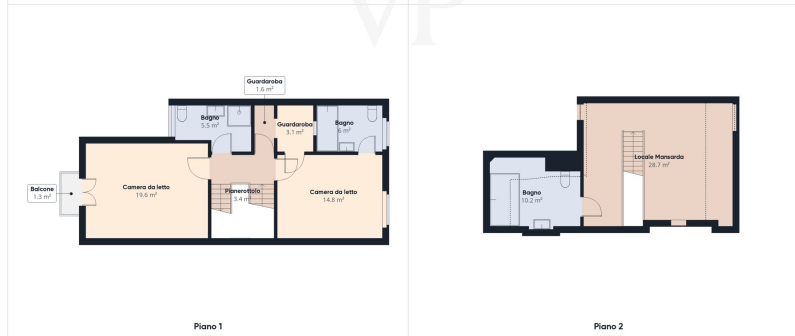 VP
Guardaroba
1.6 m²
Bagno
5.5 m²
Guardaroba
3.1 m²
Bagno
6 m²
Camera da letto
19.6 m²
Balcone
1.3 m²
Pianerottolo
3.4 m²
Camera da letto
14.8 m²
Piano 1
Locale Mansarda
28.7 m²
Bagno
10.2 m²
Piano 2